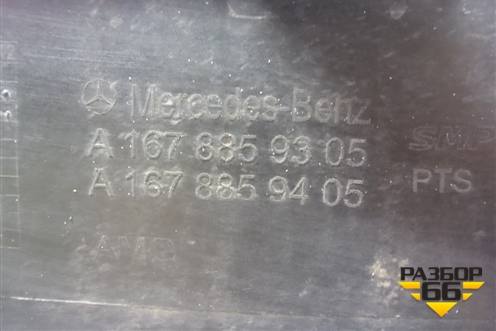 Mercedes-Benz
A 167 885 93 05
A 167 885 94 05
SMP
PTS
AMG
РАЗБОР
66